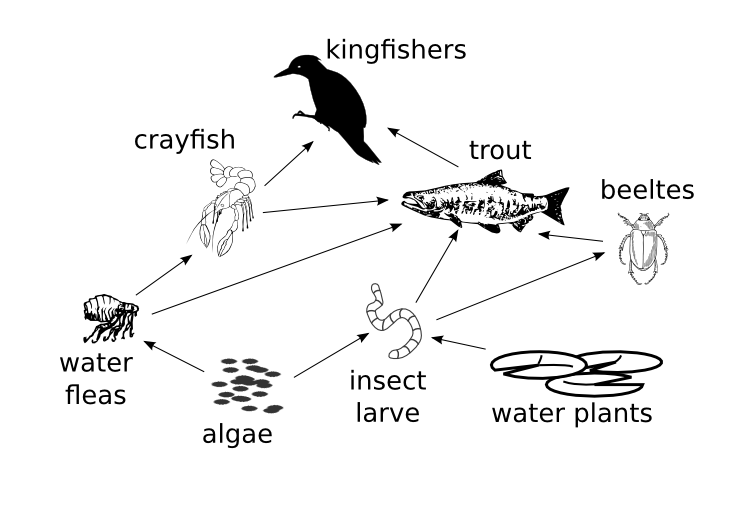 kingfishers
crayfish
trout
beeltes
water
fleas
insect
larve
algae
water plants